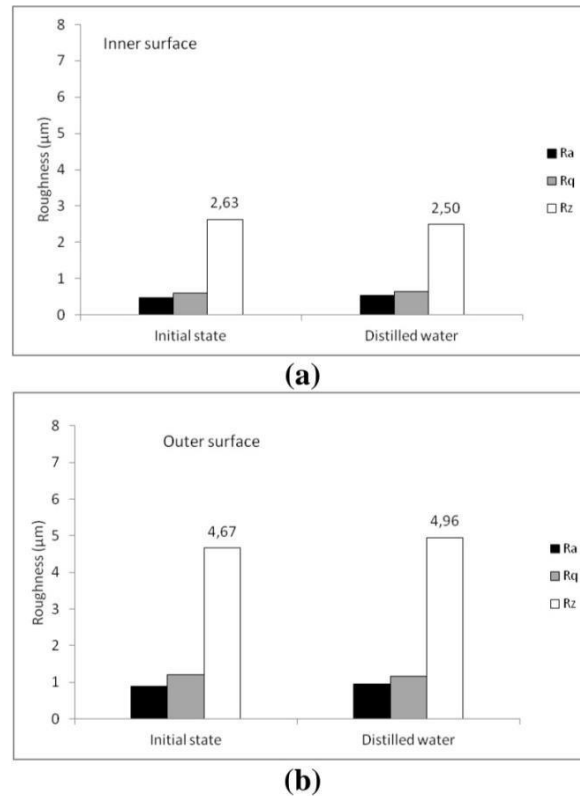 Inner surface
8
7
6
5
4
3
2
1
0
Roughness (µm)
2,63
2,50
Initial state
Distilled water
Ra
Rq
Rz
(a)
Outer surface
8
7
6
5
4
3
2
1
0
Roughness (µm)
4,67
4,96
Initial state
Distilled water
Ra
Rq
Rz
(b)